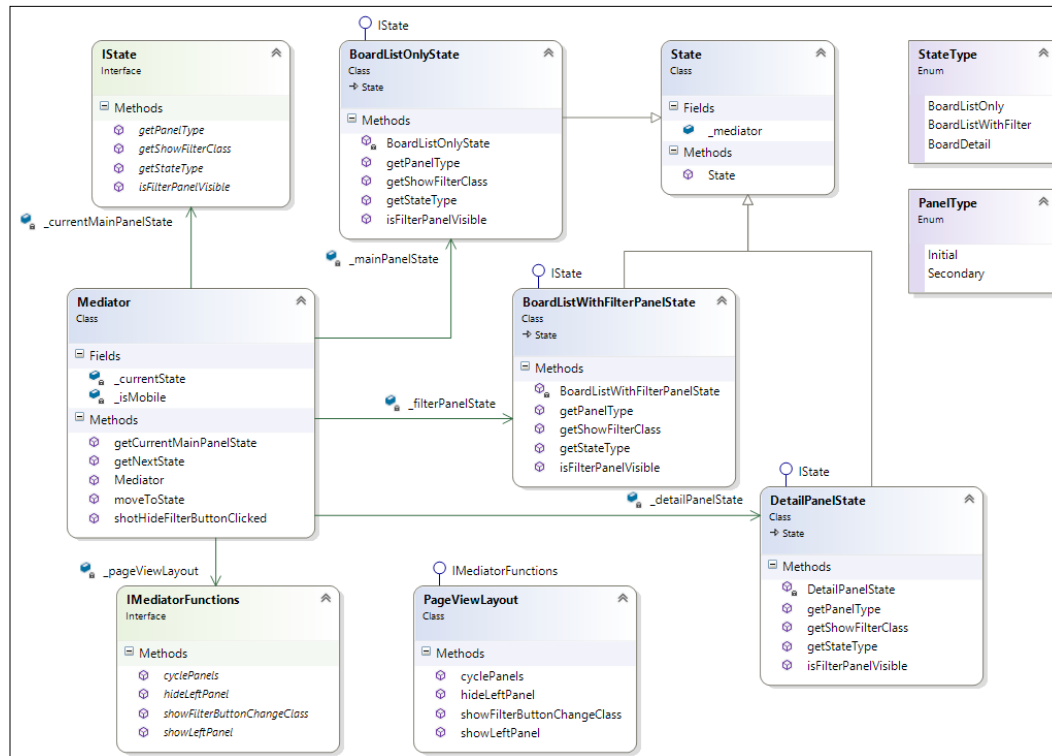 IState
Interface
Methods
getPanelType
getShowFilterClass
getStateType
isFilterPanelVisible
_currentMainPanelState
IState
BoardListOnlyState
Class
State
Methods
BoardListOnlyState
getPanelType
getShowFilterClass
getStateType
isFilterPanelVisible
_mainPanelState
State
Class
Fields
_mediator
Methods
State
StateType
Enum
BoardListOnly
BoardListWithFilter
BoardDetail
PanelType
Enum
Initial
Secondary
Mediator
Class
Fields
_currentState
_isMobile
Methods
getCurrentMainPanelState
getNextState
Mediator
moveToState
shotHideFilterButtonClicked
_filterPanelState
IState
BoardListWithFilterPanelState
Class
State
Methods
BoardListWithFilterPanelState
getPanelType
getShowFilterClass
getStateType
isFilterPanelVisible
_detailPanelState
IState
DetailPanelState
Class
State
Methods
DetailPanelState
getPanelType
getShowFilterClass
getStateType
isFilterPanelVisible
_pageViewLayout
IMediatorFunctions
Interface
Methods
cyclePanels
hideLeftPanel
showFilterButtonChangeClass
showLeftPanel
IMediatorFunctions
PageViewLayout
Class
Methods
cyclePanels
hideLeftPanel
showFilterButtonChangeClass
showLeftPanel